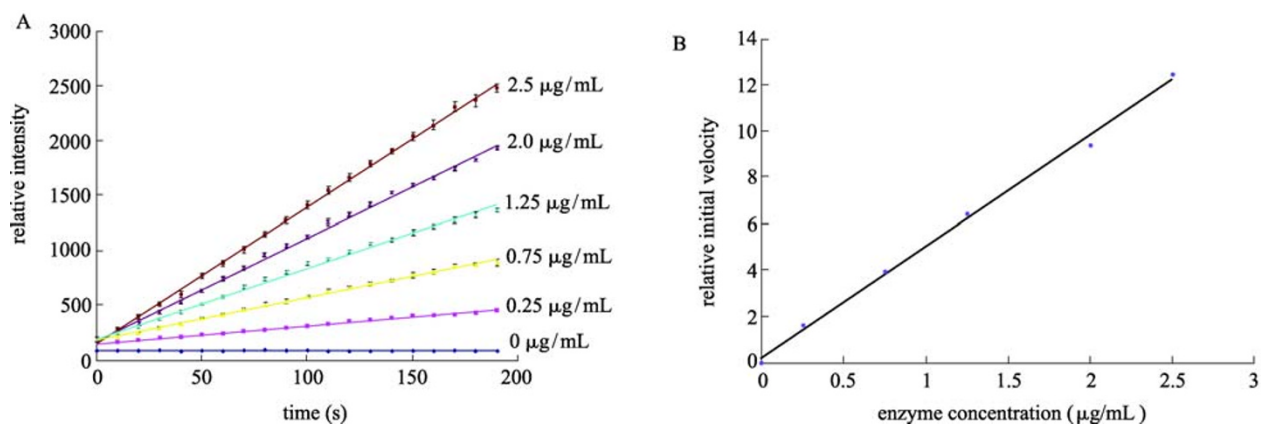 A
relative intensity
3000
2500
2000
1500
1000
500
0
0
50
100
150
200
time (s)
2.5 μg/mL
2.0 μg/mL
1.25 μg/mL
0.75 μg/mL
0.25 μg/mL
0 μg/mL
B
relative initial velocity
14
12
10
8
6
4
2
0
0
0.5
1
1.5
2
2.5
3
enzyme concentration (μg/mL)